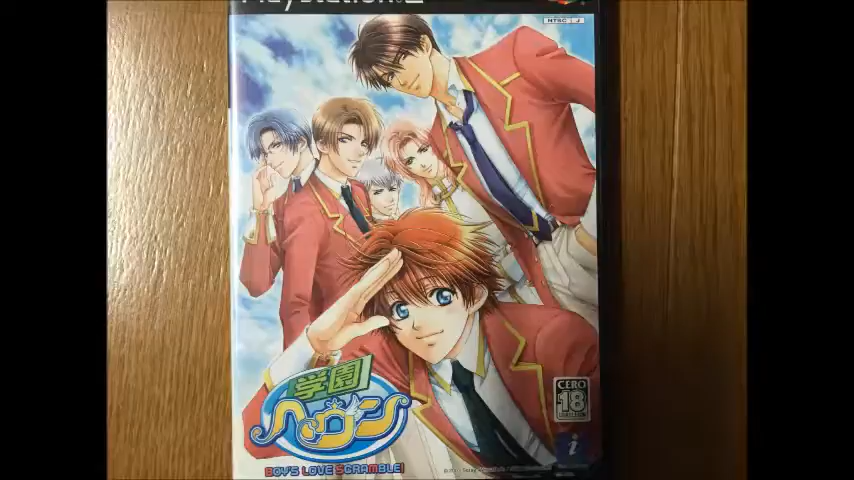 PlayStation 2
NTSC J
学園
ヘヴン
BOY'S LOVE SCRAMBLE!
CERO
18
i